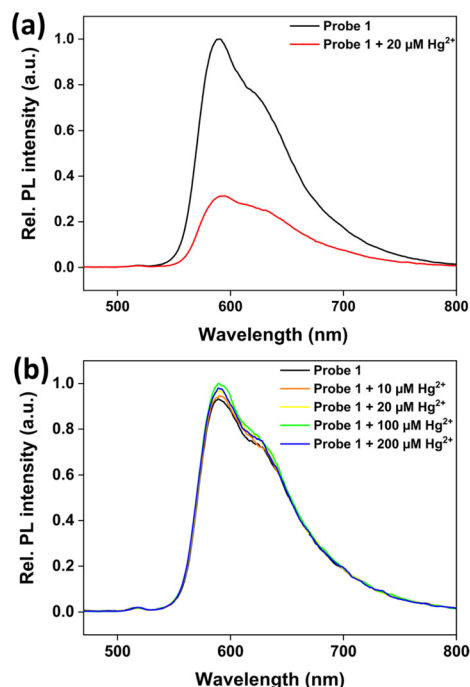 (a)
Probe 1
Probe 1 + 20 µM Hg²⁺
Rel. PL intensity (a.u.)
1.0
0.8
0.6
0.4
0.2
0.0
500 600 700 800
Wavelength (nm)
(b)
Probe 1
Probe 1 + 10 µM Hg²⁺
Probe 1 + 20 µM Hg²⁺
Probe 1 + 100 µM Hg²⁺
Probe 1 + 200 µM Hg²⁺
Rel. PL intensity (a.u.)
1.0
0.8
0.6
0.4
0.2
0.0
500 600 700 800
Wavelength (nm)